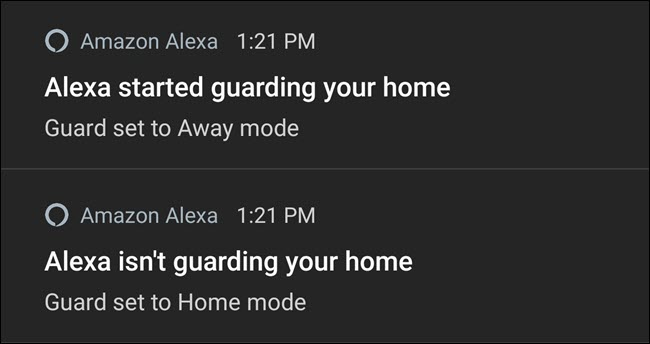 Amazon Alexa 1:21 PM
Alexa started guarding your home
Guard set to Away mode
Amazon Alexa 1:21 PM
Alexa isn't guarding your home
Guard set to Home mode